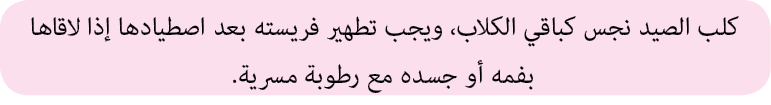 كلب الصيد نجس كباقي الكلاب، ويجب تطهير فريسته بعد اصطيادها إذا لاقاها
بفمه أو جسده مع رطوبة مسرية.